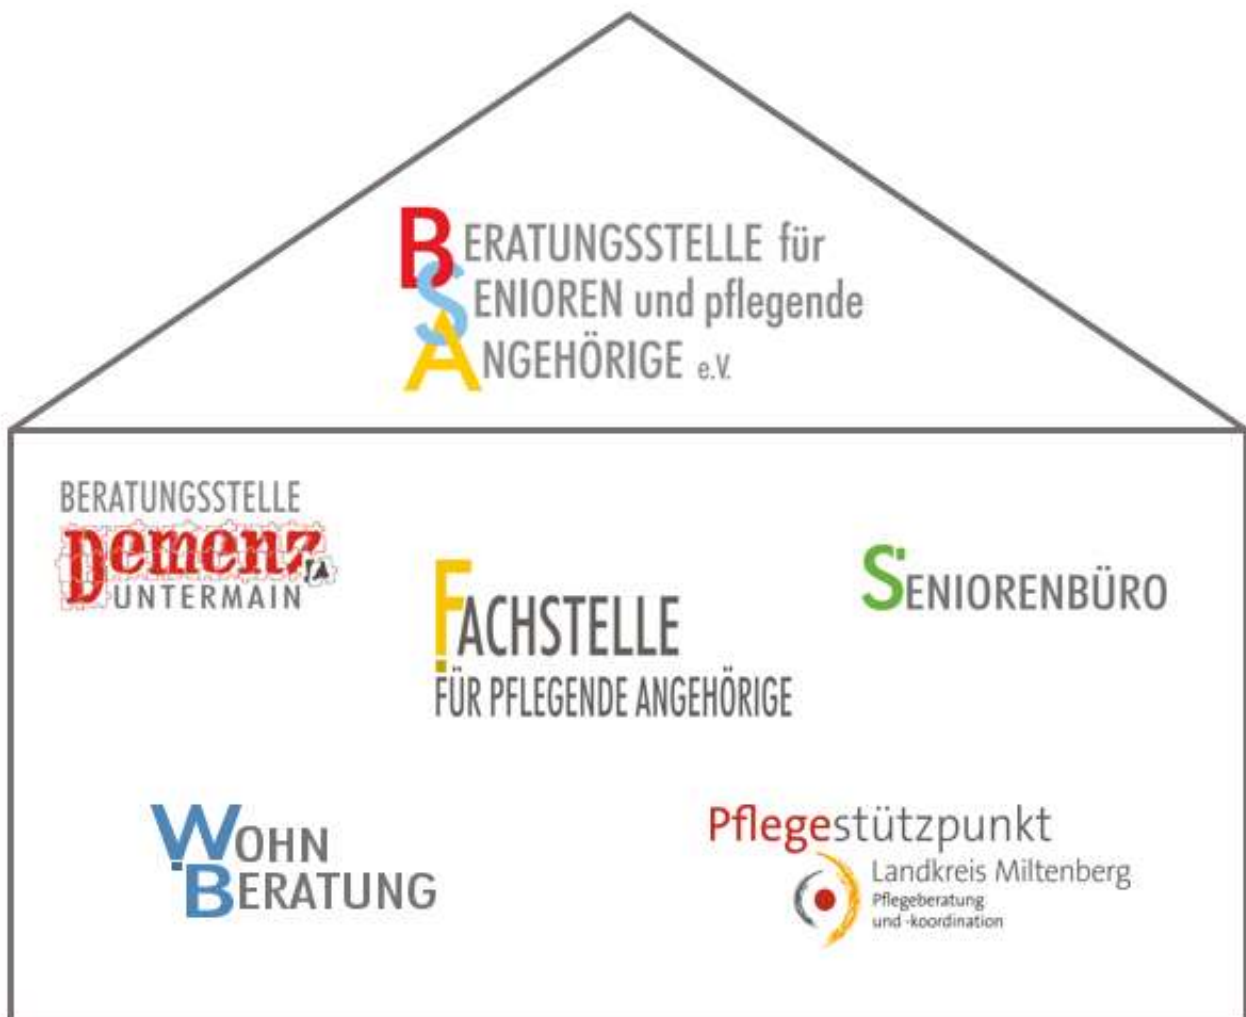 BERATUNGSSTELLE für
SENIOREN und pflegende
ANGEHÖRIGE e.V.
BERATUNGSSTELLE
Demenz
UNTERMAIN
FACHSTELLE
FÜR PFLEGENDE ANGEHÖRIGE
SENIORENBÜRO
WOHN
BERATUNG
Pflegestützpunkt
Landkreis Miltenberg
Pflegeberatung
und -koordination